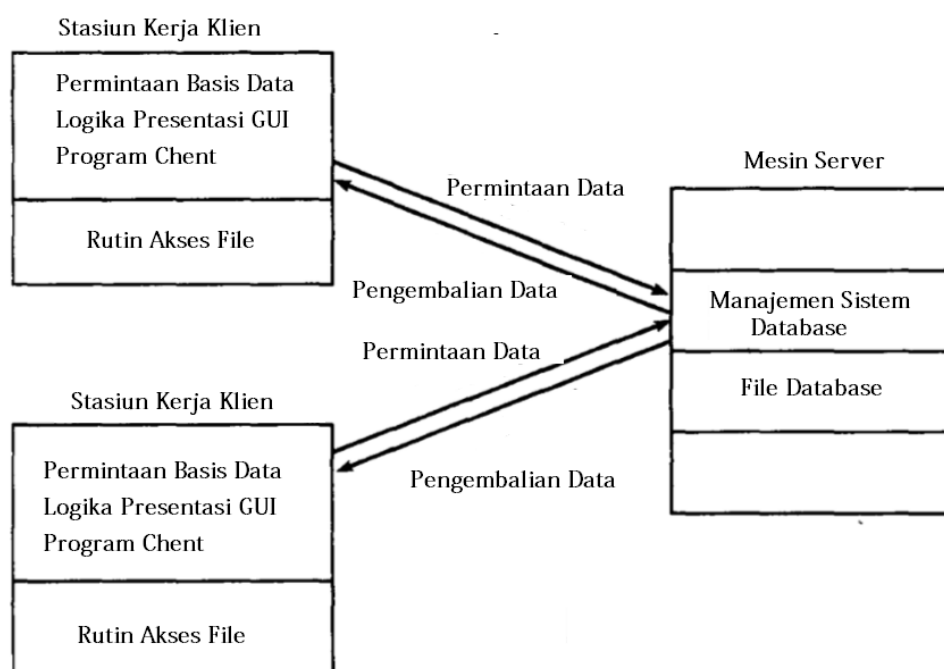 Stasiun Kerja Klien
Permintaan Basis Data
Logika Presentasi GUI
Program Chent
Rutin Akses File
Permintaan Data
Pengembalian Data
Mesin Server
Manajemen Sistem
Database
File Database
Permintaan Data
Pengembalian Data
Stasiun Kerja Klien
Permintaan Basis Data
Logika Presentasi GUI
Program Chent
Rutin Akses File